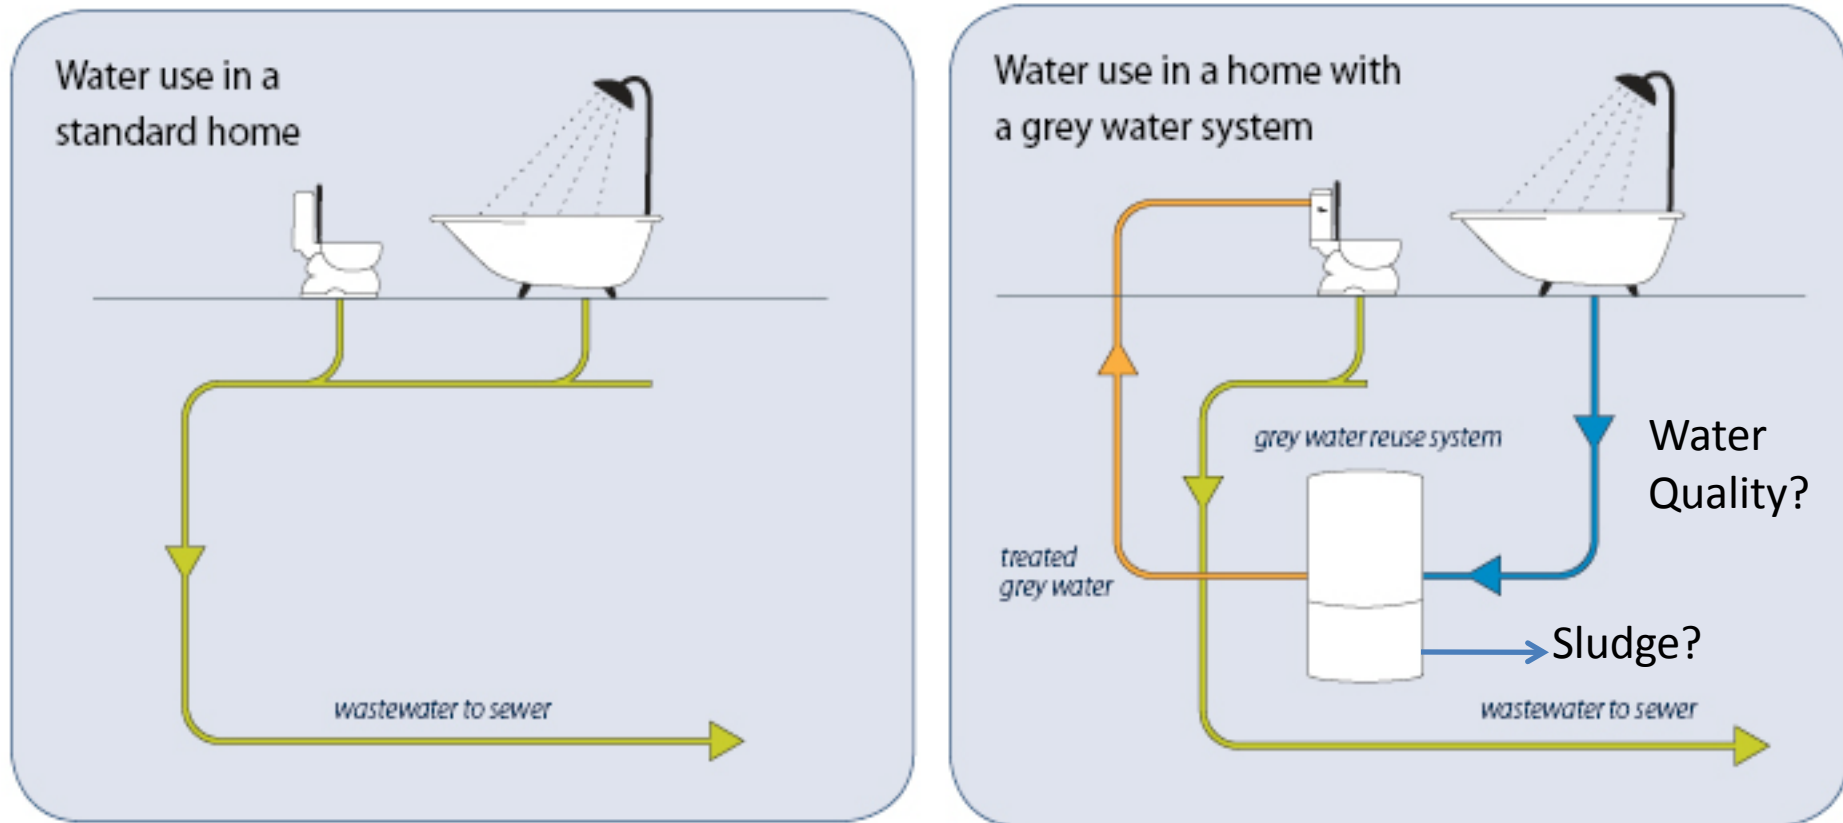 Water use in a
standard home
wastewater to sewer
Water use in a home with
a grey water system
grey water reuse system
Water
Quality?
treated
grey water
Sludge?
wastewater to sewer